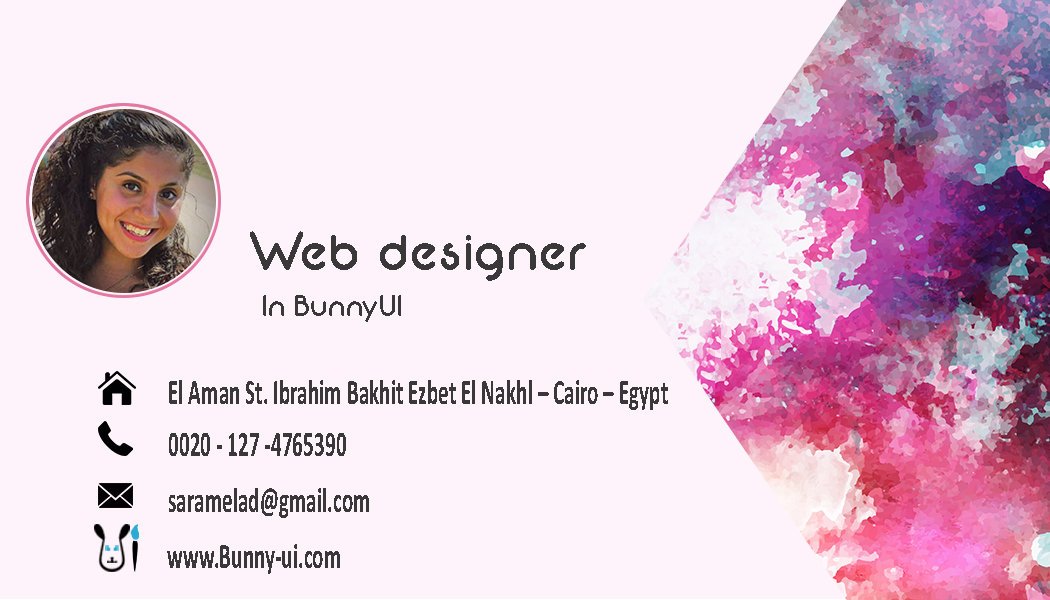 Web designer
In BunnyUI
El Aman St. Ibrahim Bakhit Ezbet El Nakhl – Cairo – Egypt
0020 - 127 -4765390
saramelad@gmail.com
www.Bunny-ui.com